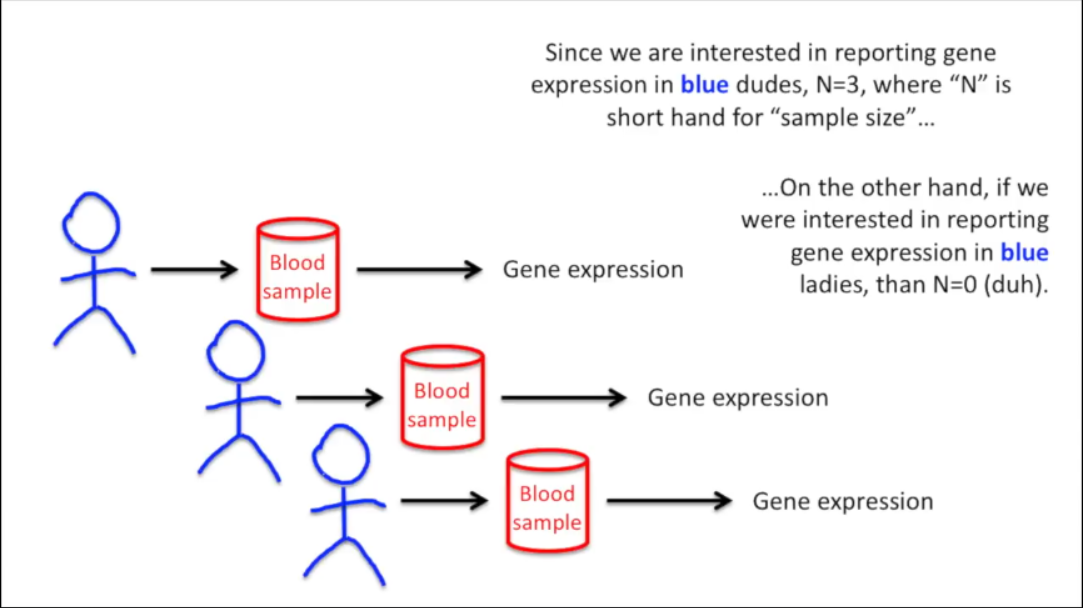 Since we are interested in reporting gene
expression in blue dudes, N=3, where “N” is
short hand for “sample size”...
...On the other hand, if we
were interested in reporting
gene expression in blue
ladies, than N=0 (duh).
Blood
sample
Gene expression
Blood
sample
Gene expression
Blood
sample
Gene expression